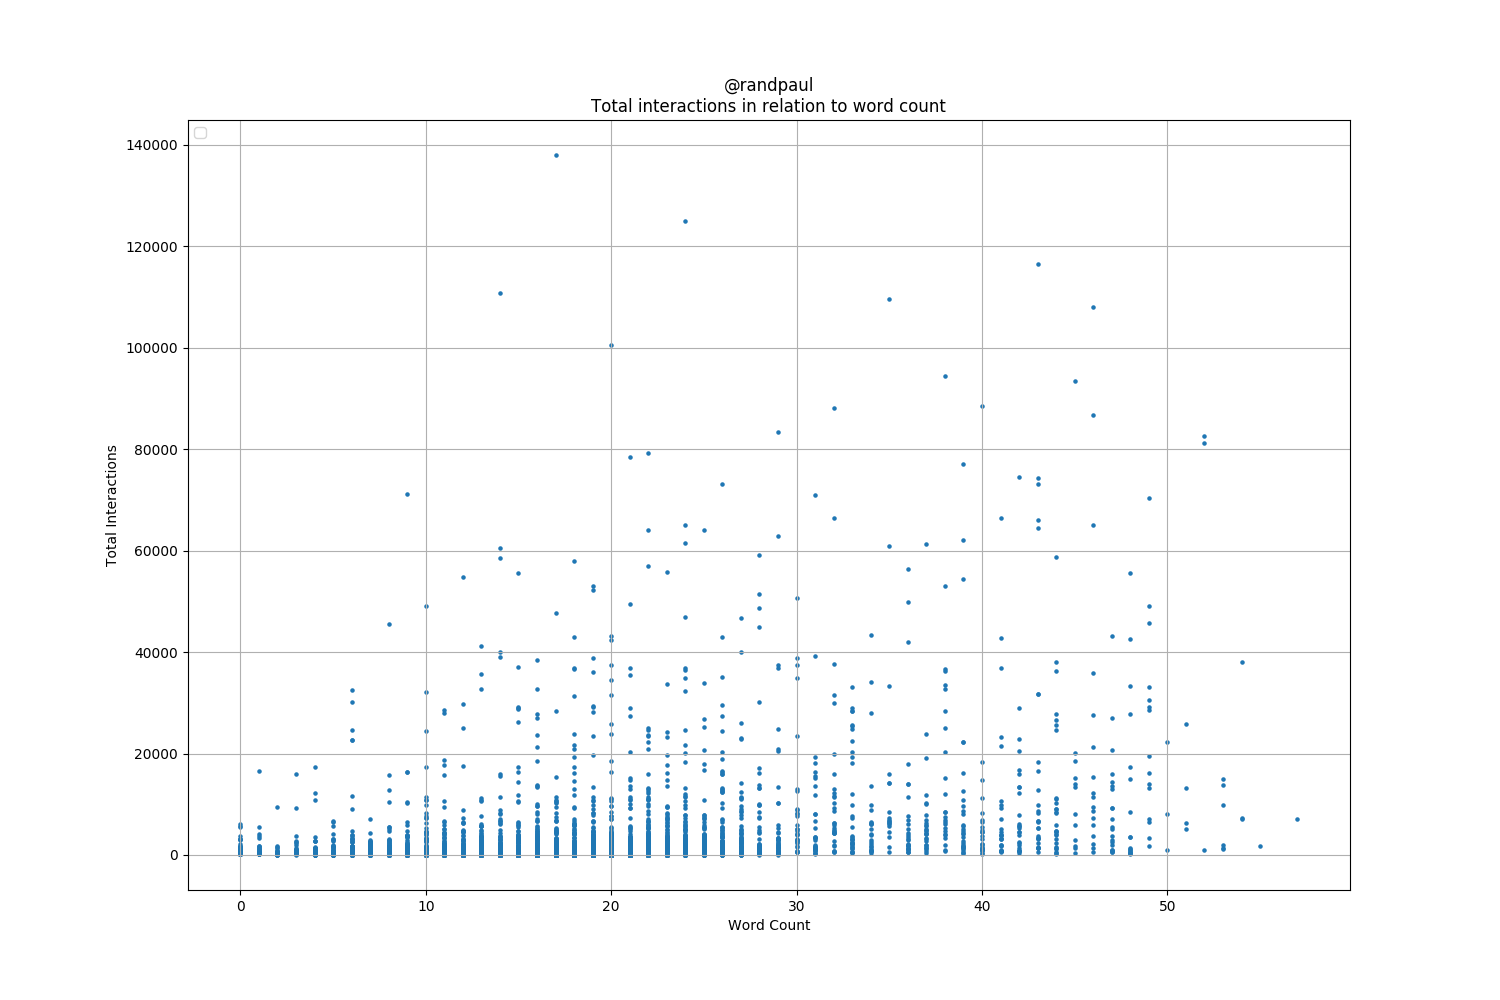 @randpaul
Total interactions in relation to word count
140000
120000
100000
80000
60000
40000
20000
0
Total Interactions
0 10 20 30 40 50
Word Count